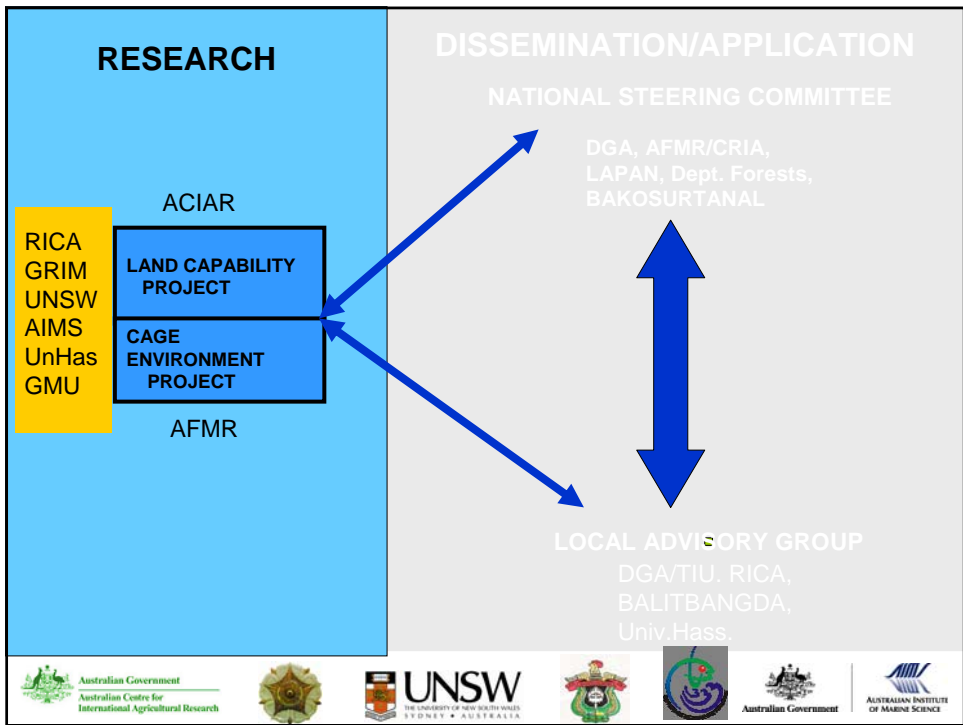 RESEARCH
ACIAR
RICA
GRIM
UNSW
AIMS
UnHas
GMU
LAND CAPABILITY
PROJECT
CAGE
ENVIRONMENT
PROJECT
AFMR
DISSEMINATION/APPLICATION
NATIONAL STEERING COMMITTEE
DGA, AFMR/CRIA,
LAPAN, Dept. Forests,
BAKOSURTANAL
LOCAL ADVISORY GROUP
DGA/TIU. RICA,
BALITBANGDA,
Univ.Hass.
Australian Government
Australian Centre for
International Agricultural Research
UNSW
THE UNIVERSITY OF NEW SOUTH WALES
SYDNEY • AUSTRALIA
Australian Government
AIMS
AUSTRALIAN INSTITUTE
OF MARINE SCIENCE